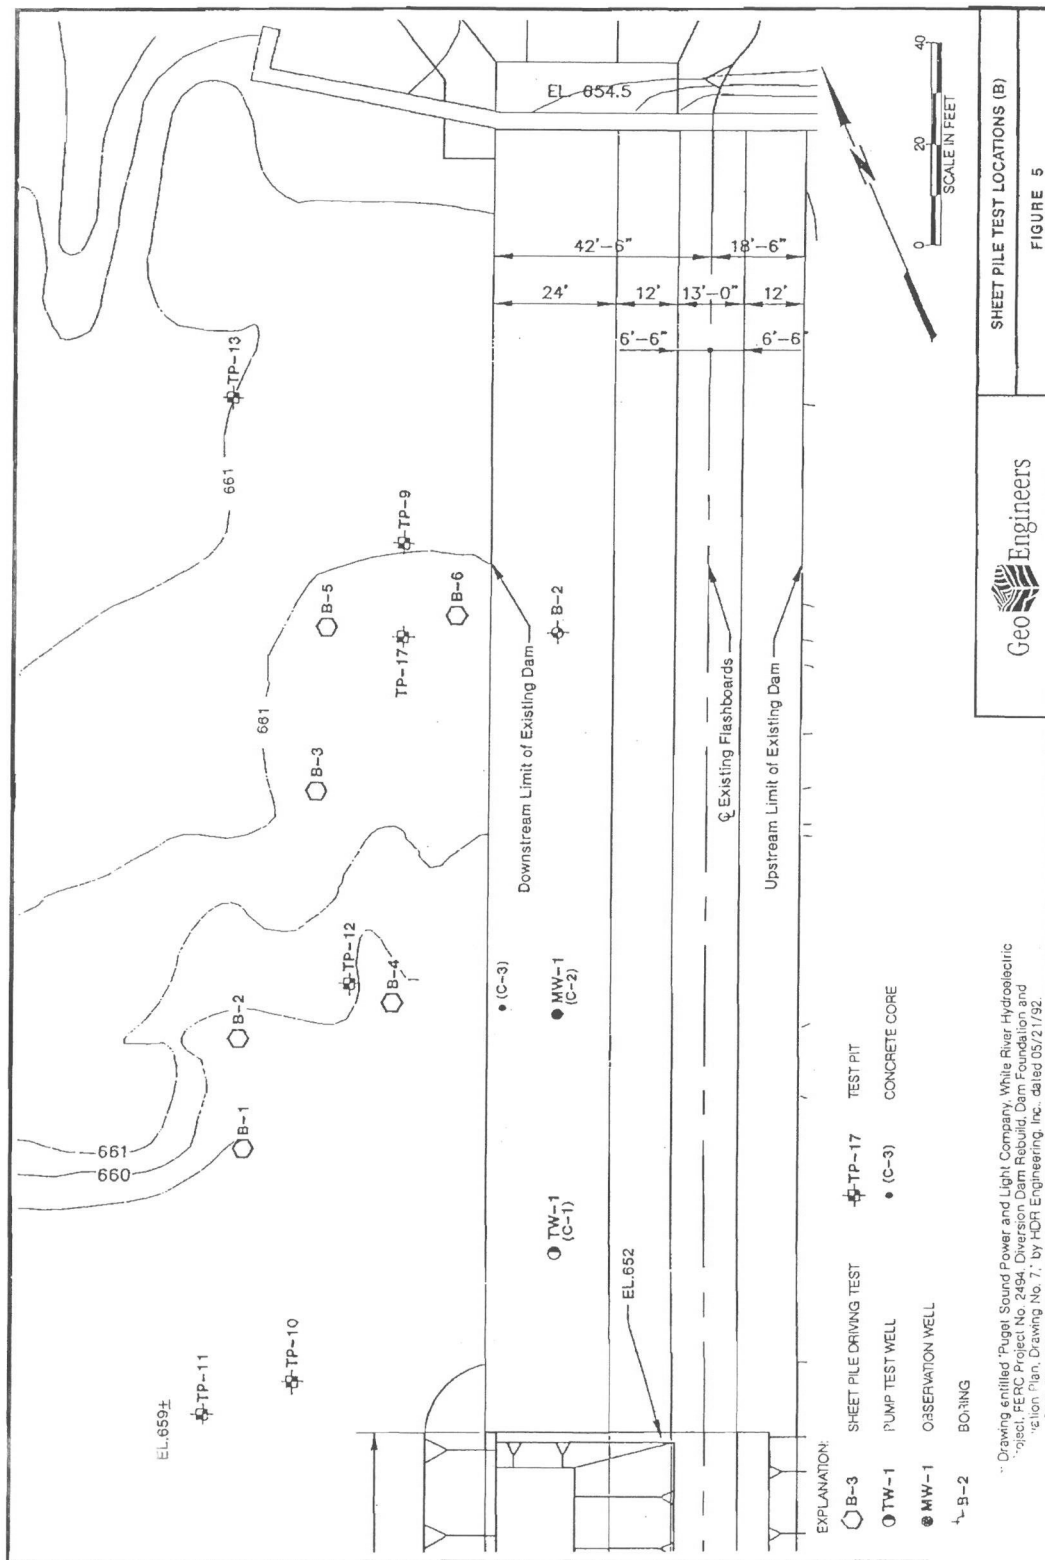 EL.659±
TP-11
TP-10
661
660
B-1
B-2
TP-12
B-4
B-3
661
B-5
TP-17
TP-9
B-6
661
TP-13
EL 654.5
TW-1
(C-1)
(C-3)
MW-1
(C-2)
B-2
Downstream Limit of Existing Dam
EL.652
℄ Existing Flashboards
Upstream Limit of Existing Dam
42'-6"
18'-6"
24'
12'
13'-0"
12'
6'-6"
6'-6"
0 20 40
SCALE IN FEET
EXPLANATION:
B-3 SHEET PILE DRIVING TEST
TW-1 PUMP TEST WELL
MW-1 OBSERVATION WELL
B-2 BORING
TP-17 TEST PIT
(C-3) CONCRETE CORE
Drawing entitled "Puget Sound Power and Light Company, White River Hydroelectric
Project, FERC Project No. 2494, Diversion Dam Rebuild, Dam Foundation and
Plan, Drawing No. 7," by HDR Engineering, Inc. dated 05/21/92.
GeoEngineers
SHEET PILE TEST LOCATIONS (B)
FIGURE 5